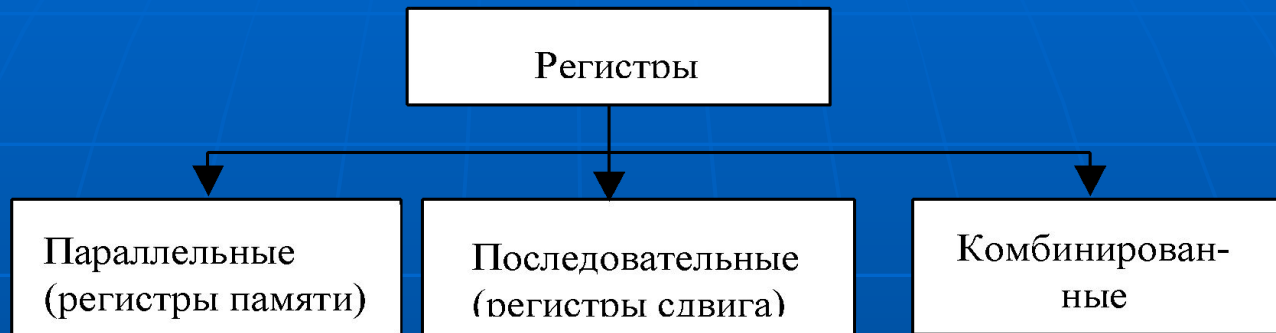 Регистры
Параллельные
(регистры памяти)
Последовательные
(регистры сдвига)
Комбинирован-
ные